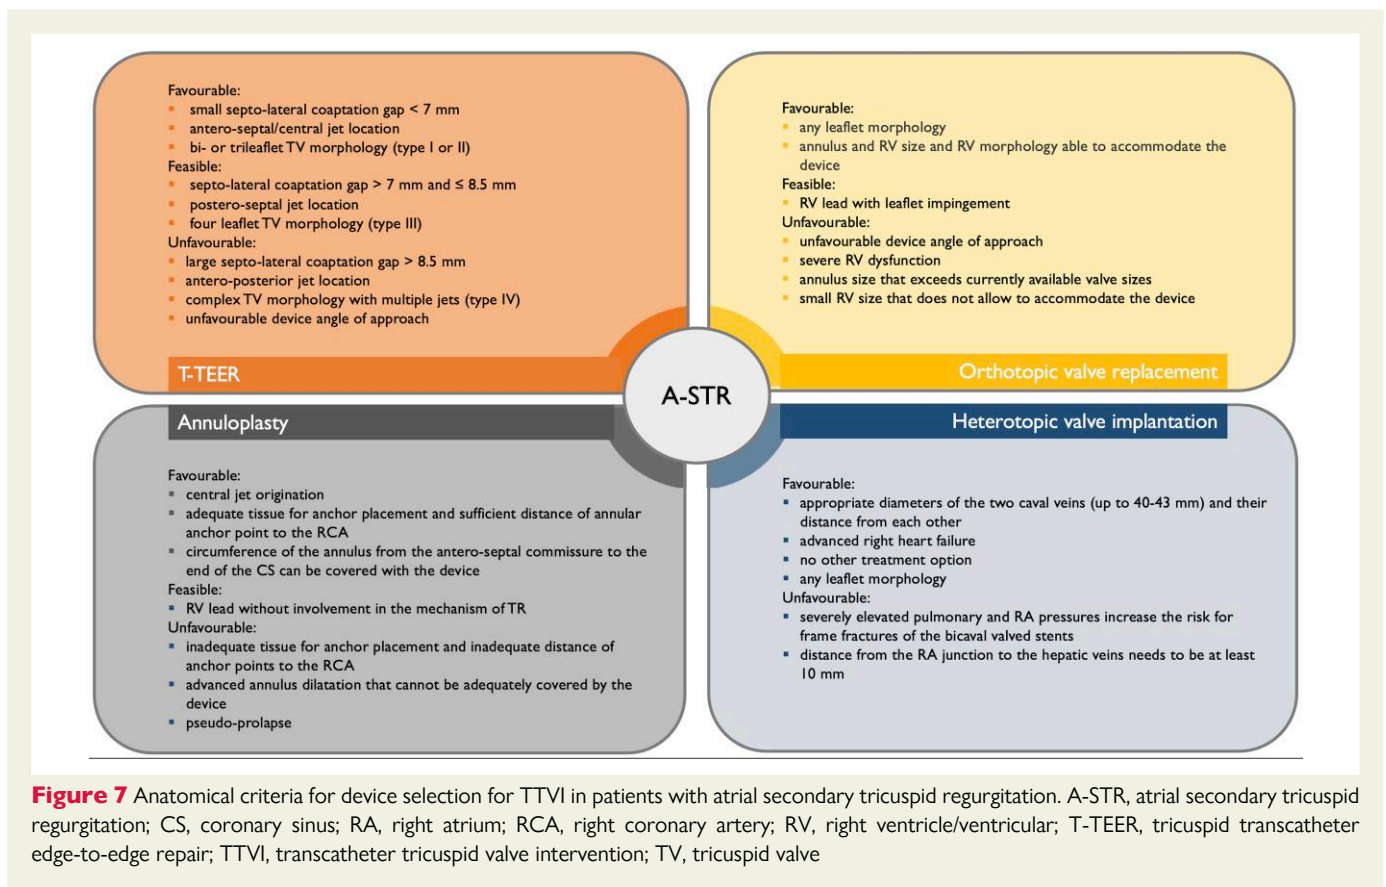 Favourable:
▪ small septo-lateral coaptation gap < 7 mm
▪ antero-septal/central jet location
▪ bi- or trileaflet TV morphology (type I or II)
Feasible:
▪ septo-lateral coaptation gap > 7 mm and ≤ 8.5 mm
▪ postero-septal jet location
▪ four leaflet TV morphology (type III)
Unfavourable:
▪ large septo-lateral coaptation gap > 8.5 mm
▪ antero-posterior jet location
▪ complex TV morphology with multiple jets (type IV)
▪ unfavourable device angle of approach
T-TEER
Favourable:
▪ any leaflet morphology
▪ annulus and RV size and RV morphology able to accommodate the
device
Feasible:
▪ RV lead with leaflet impingement
Unfavourable:
▪ unfavourable device angle of approach
▪ severe RV dysfunction
▪ annulus size that exceeds currently available valve sizes
▪ small RV size that does not allow to accommodate the device
Orthotopic valve replacement
A-STR
Annuloplasty
Favourable:
▪ central jet origination
▪ adequate tissue for anchor placement and sufficient distance of annular
anchor point to the RCA
▪ circumference of the annulus from the antero-septal commissure to the
end of the CS can be covered with the device
Feasible:
▪ RV lead without involvement in the mechanism of TR
Unfavourable:
▪ inadequate tissue for anchor placement and inadequate distance of
anchor points to the RCA
▪ advanced annulus dilatation that cannot be adequately covered by the
device
▪ pseudo-prolapse
Heterotopic valve implantation
Favourable:
▪ appropriate diameters of the two caval veins (up to 40-43 mm) and their
distance from each other
▪ advanced right heart failure
▪ no other treatment option
▪ any leaflet morphology
Unfavourable:
▪ severely elevated pulmonary and RA pressures increase the risk for
frame fractures of the bicaval valved stents
▪ distance from the RA junction to the hepatic veins needs to be at least
10 mm
Figure 7 Anatomical criteria for device selection for TTVI in patients with atrial secondary tricuspid regurgitation. A-STR, atrial secondary tricuspid
regurgitation; CS, coronary sinus; RA, right atrium; RCA, right coronary artery; RV, right ventricle/ventricular; T-TEER, tricuspid transcatheter
edge-to-edge repair; TTVI, transcatheter tricuspid valve intervention; TV, tricuspid valve